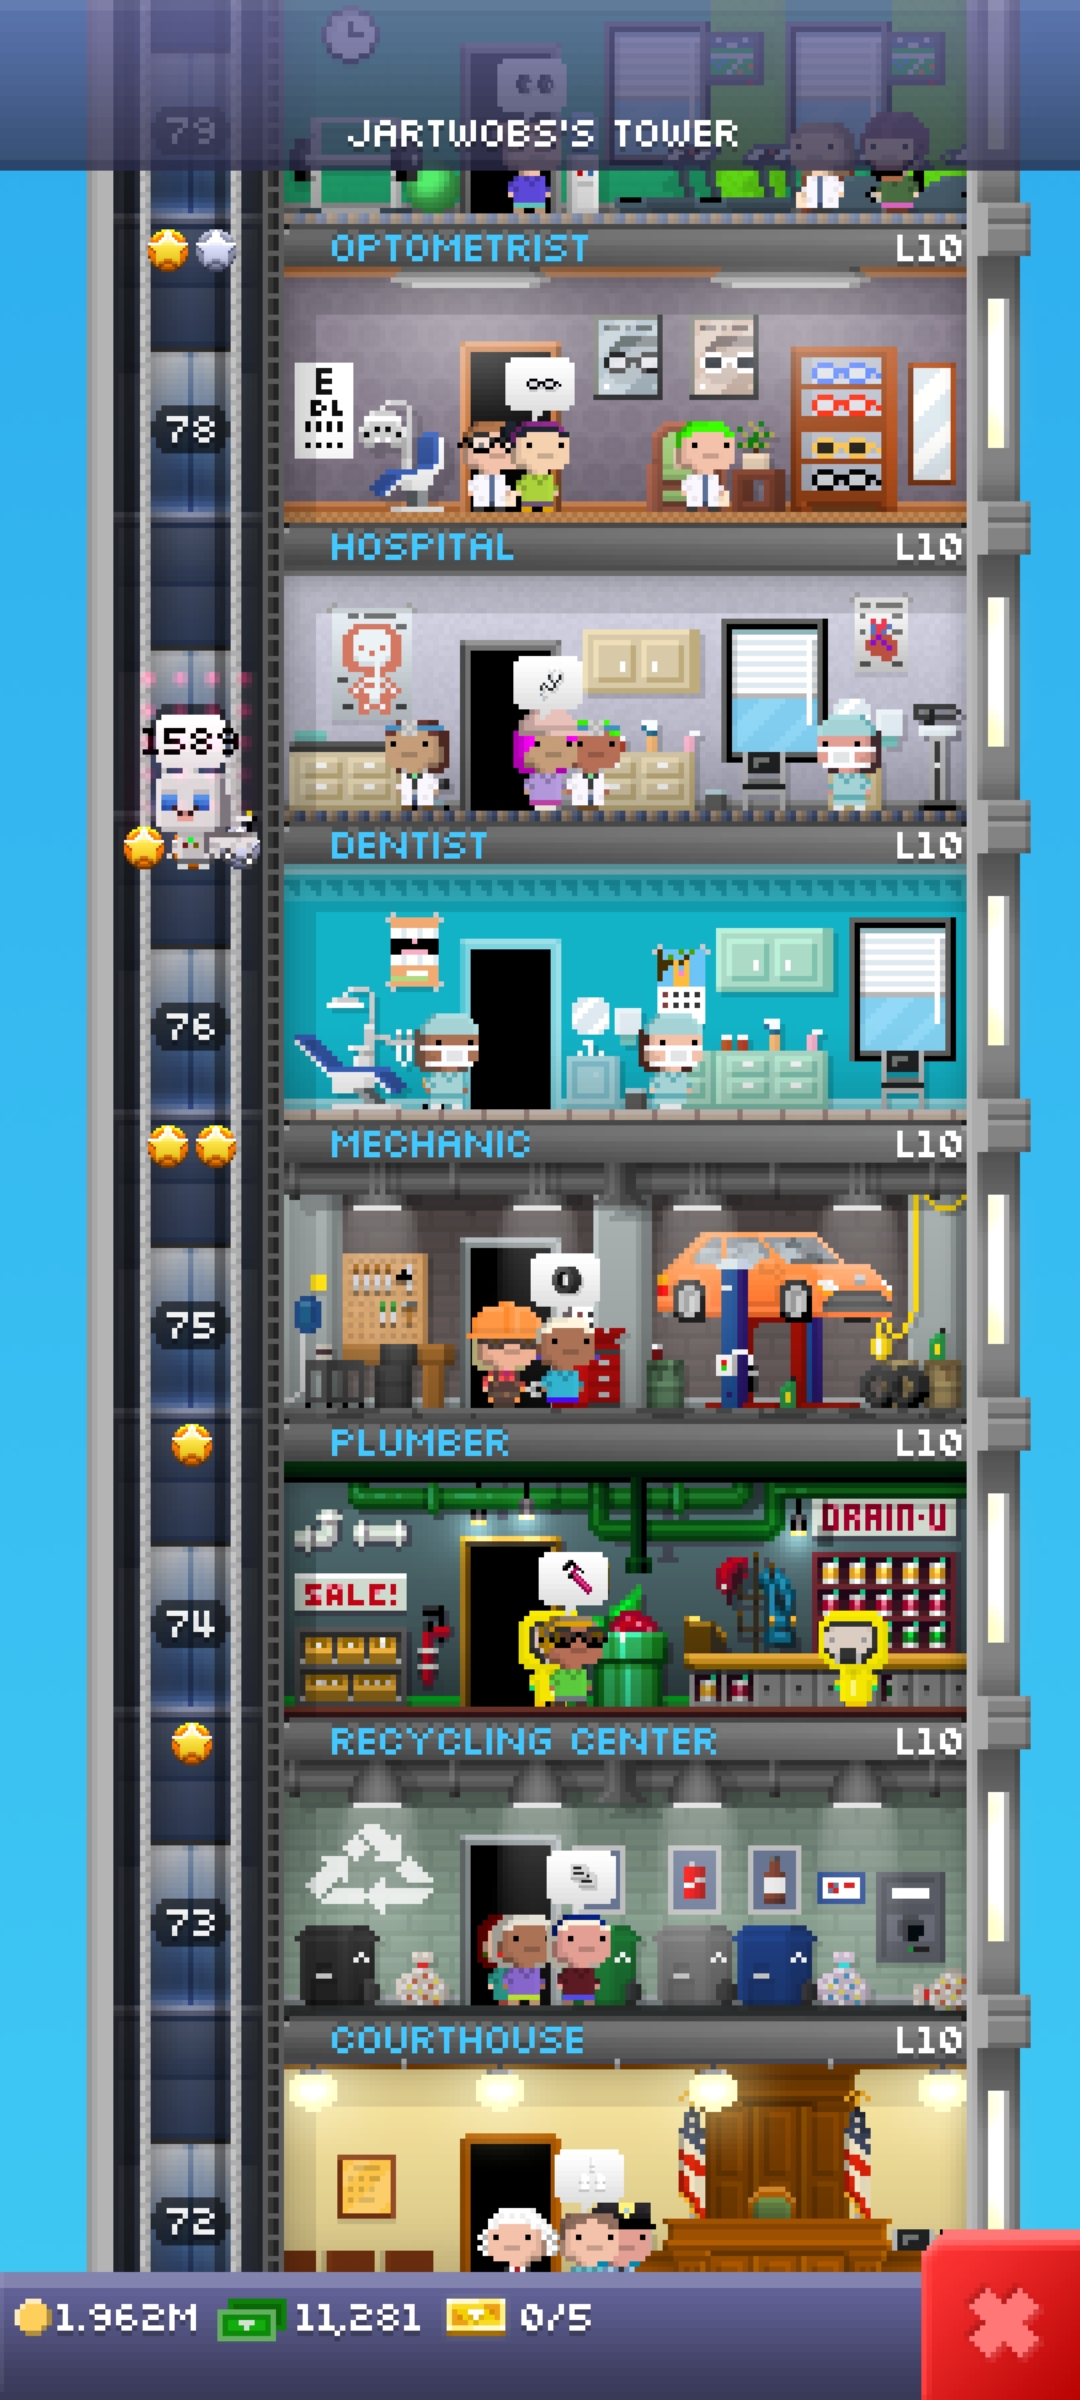 79
JARTWOBS'S TOWER
OPTOMETRIST L10
E
DL
78
HOSPITAL L10
1589
DENTIST L10
76
MECHANIC L10
75
PLUMBER L10
DRAIN-U
SALE!
74
RECYCLING CENTER L10
73
COURTHOUSE L10
72
1.962M 11,281 0/5